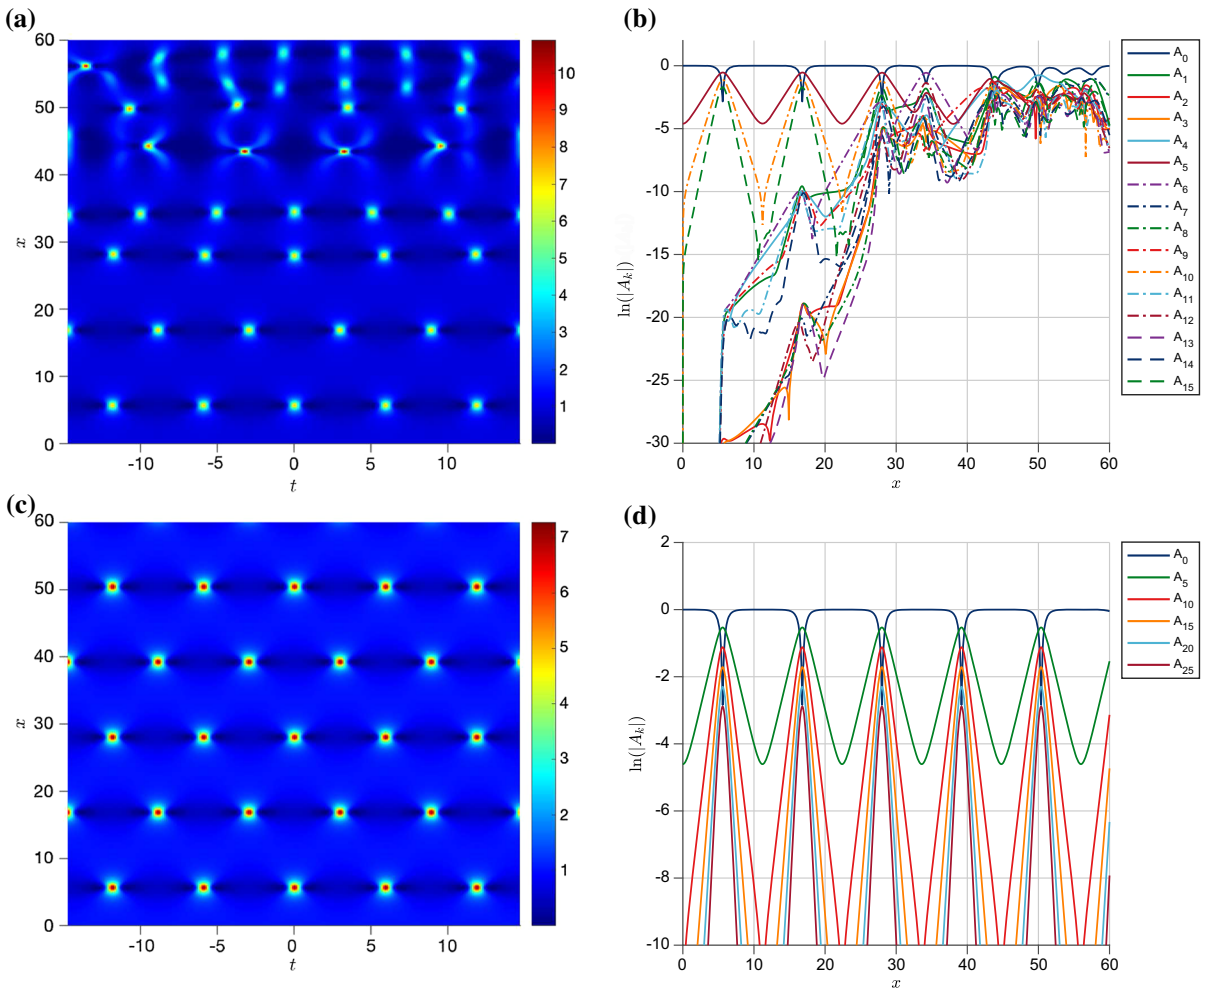 (a)
60
50
40
30
20
10
0
x
-10
-5
0
5
10
t
10
9
8
7
6
5
4
3
2
1
(b)
0
-5
-10
-15
-20
-25
-30
ln(|A_k|)
0
10
20
30
40
50
60
x
A_0
A_1
A_2
A_3
A_4
A_5
A_6
A_7
A_8
A_9
A_10
A_11
A_12
A_13
A_14
A_15
(c)
60
50
40
30
20
10
0
x
-10
-5
0
5
10
t
7
6
5
4
3
2
1
(d)
2
0
-2
-4
-6
-8
-10
ln(|A_k|)
0
10
20
30
40
50
60
x
A_0
A_5
A_10
A_15
A_20
A_25